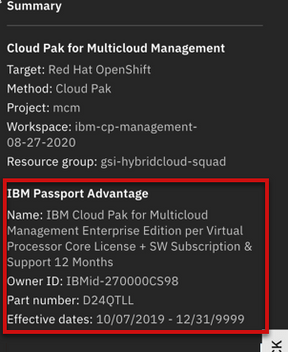 Summary
Cloud Pak for Multicloud Management
Target: Red Hat OpenShift
Method: Cloud Pak
Project: mcm
Workspace: ibm-cp-management-
08-27-2020
Resource group: gsi-hybridcloud-squad
IBM Passport Advantage
Name: IBM Cloud Pak for Multicloud
Management Enterprise Edition per Virtual
Processor Core License + SW Subscription &
Support 12 Months
Owner ID: IBMid-270000CS98
Part number: D24QTLL
Effective dates: 10/07/2019 - 12/31/9999